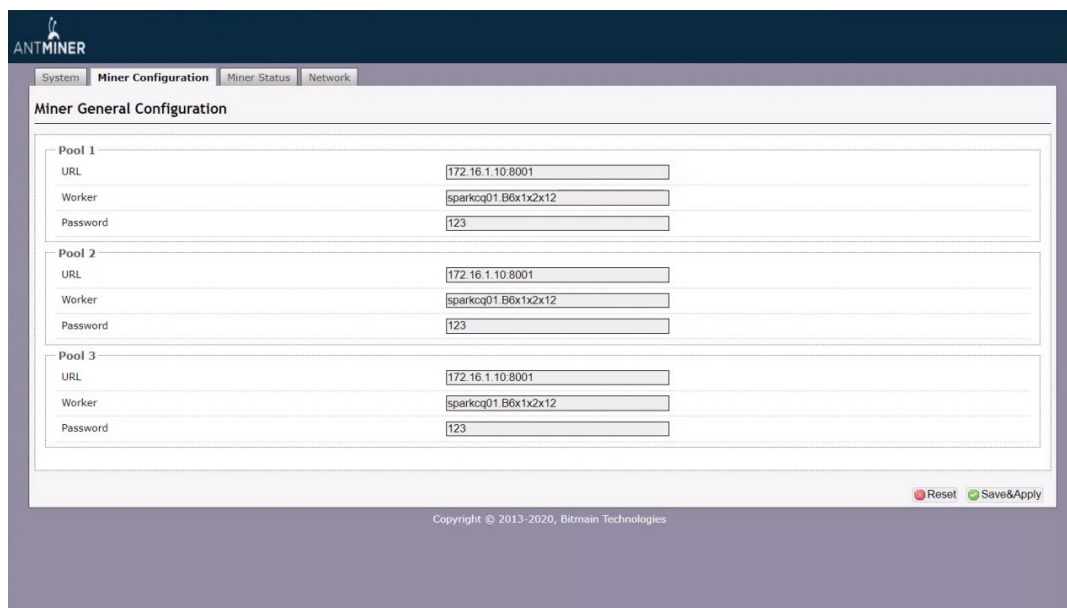 ANTMINER
System Miner Configuration Miner Status Network
Miner General Configuration
Pool 1
URL 172.16.1.10:8001
Worker sparkcq01.B6x1x2x12
Password 123
Pool 2
URL 172.16.1.10:8001
Worker sparkcq01.B6x1x2x12
Password 123
Pool 3
URL 172.16.1.10:8001
Worker sparkcq01.B6x1x2x12
Password 123
Reset Save&Apply
Copyright © 2013-2020, Bitmain Technologies